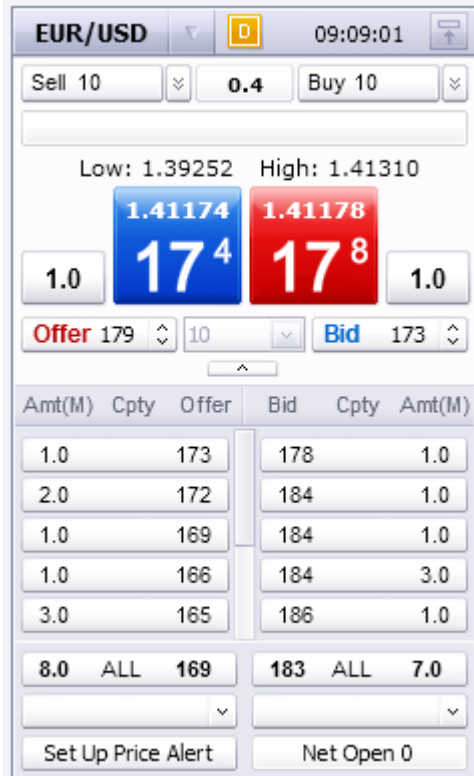 EUR/USD D 09:09:01
Sell 10 0.4 Buy 10
Low: 1.39252 High: 1.41310
1.41174 1.41178
1.0 17 4 17 8 1.0
Offer 179 10 Bid 173
Amt(M) Cpty Offer Bid Cpty Amt(M)
1.0 173 178 1.0
2.0 172 184 1.0
1.0 169 184 1.0
1.0 166 184 3.0
3.0 165 186 1.0
8.0 ALL 169 183 ALL 7.0
Set Up Price Alert Net Open 0